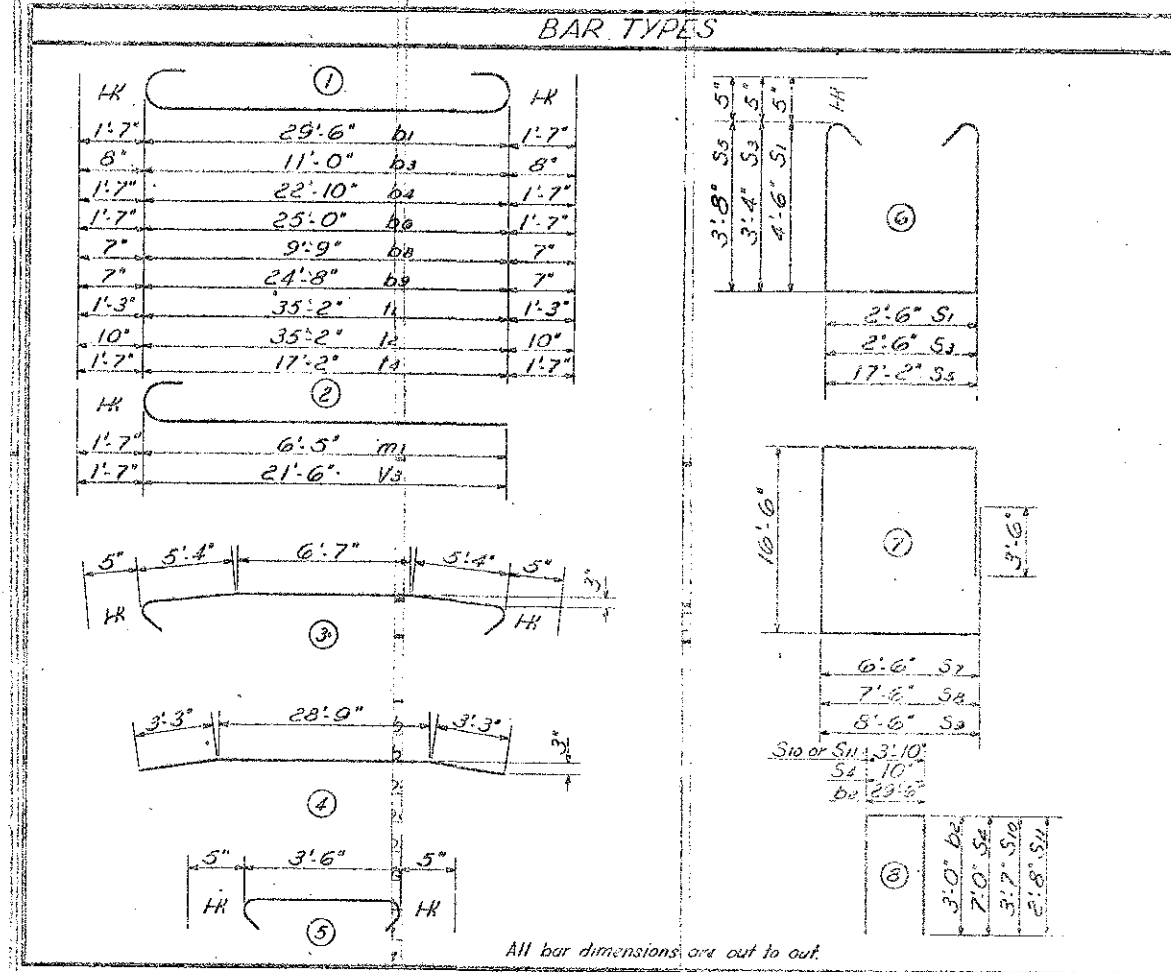 BAR TYPES
1
HK HK
1'-7" 29'-6" b1 1'-7"
8" 11'-0" b3 8"
1'-7" 22'-10" b4 1'-7"
1'-7" 25'-0" b6 1'-7"
7" 9'-9" b8 7"
7" 24'-8" b9 7"
1'-3" 35'-2" t1 1'-3"
10" 35'-2" t2 10"
1'-7" 17'-2" t4 1'-7"
2
HK
1'-7" 6'-5" m1
1'-7" 21'-6" V3
5" 5'-4" 6'-7" 5'-4" 5"
3"
HK HK
3
3'-3" 28'-9" 3'-3"
3"
4
5" 3'-6" 5"
HK HK
5
5" 5" 5" HK
3'-8" S5
3'-4" S3
4'-6" S1
6
2'-6" S1
2'-6" S3
17'-2" S5
16'-6"
7
3'-6"
6'-6" S7
7'-6" S8
8'-6" S9
S10 or S11 3'-10"
S4 10"
b2 29'-6"
8
3'-0" b2
7'-0" S4
3'-7" S10
2'-8" S11
All bar dimensions are out to out.